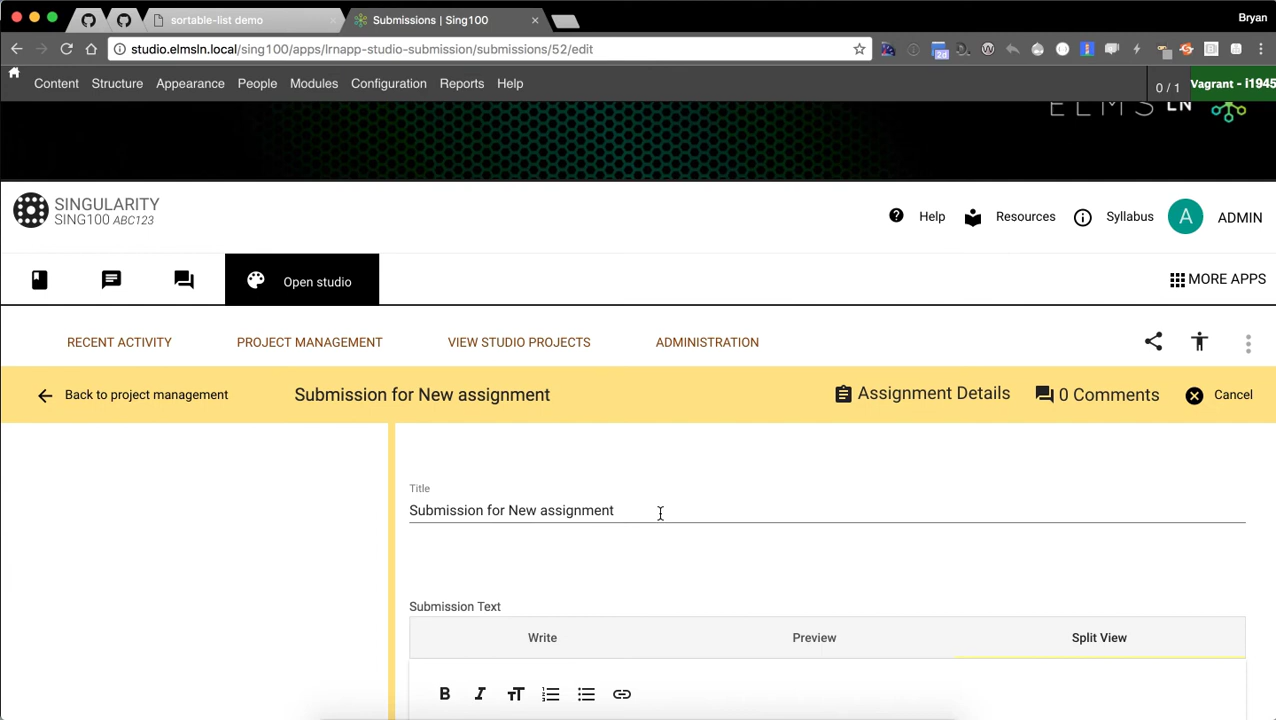 sortable-list demo
Submissions | Sing100
Bryan
studio.elmsln.local/sing100/apps/lrnapp-studio-submission/submissions/52/edit
2d
Content Structure Appearance People Modules Configuration Reports Help
0 / 1
Vagrant - i1945
ELMS LN
SINGULARITY
SING100 ABC123
Help
Resources
Syllabus
A
ADMIN
Open studio
MORE APPS
RECENT ACTIVITY PROJECT MANAGEMENT VIEW STUDIO PROJECTS ADMINISTRATION
Back to project management
Submission for New assignment
Assignment Details
0 Comments
Cancel
Title
Submission for New assignment
Submission Text
Write Preview Split View